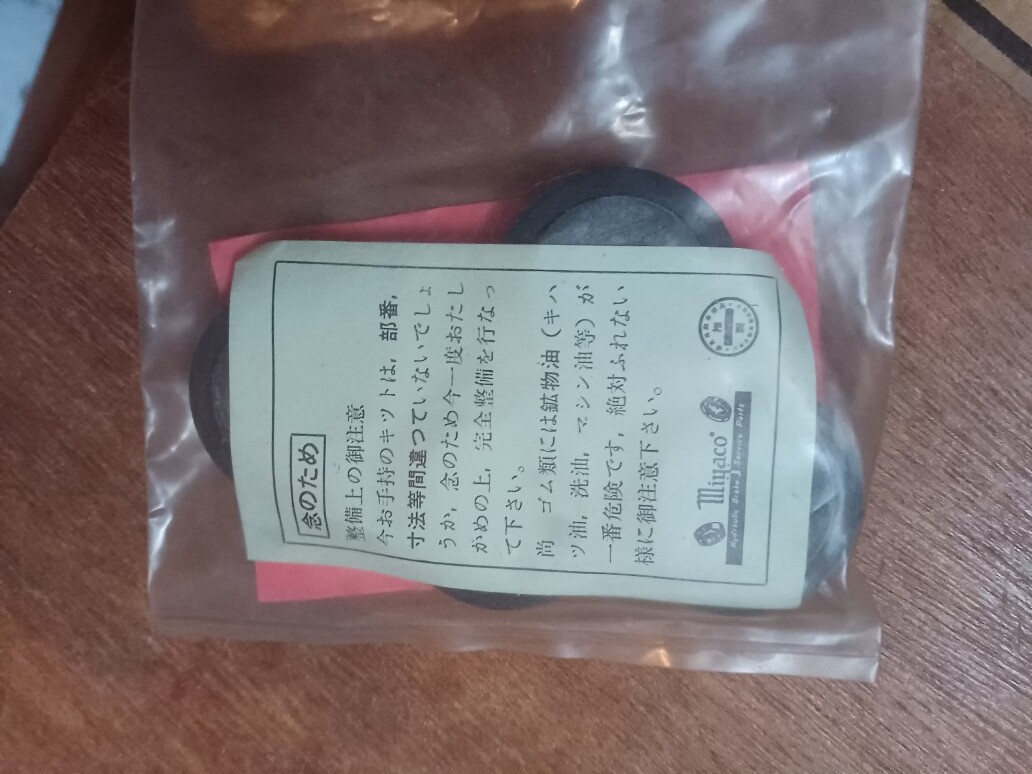 念のため
整備上の御注意
今お手持のキットは，部番，
寸法等間違つていないでしょ
うか，念のため今一度おたし
かめの上，完全整備を行なっ
て下さい。
尚　ゴム類には鉱物油（キハ
ツ油，洗油，マシン油等）が
一番危険です，絶対ふれない
様に御注意下さい。
Miyaco
Hydraulic Brake Service Parts